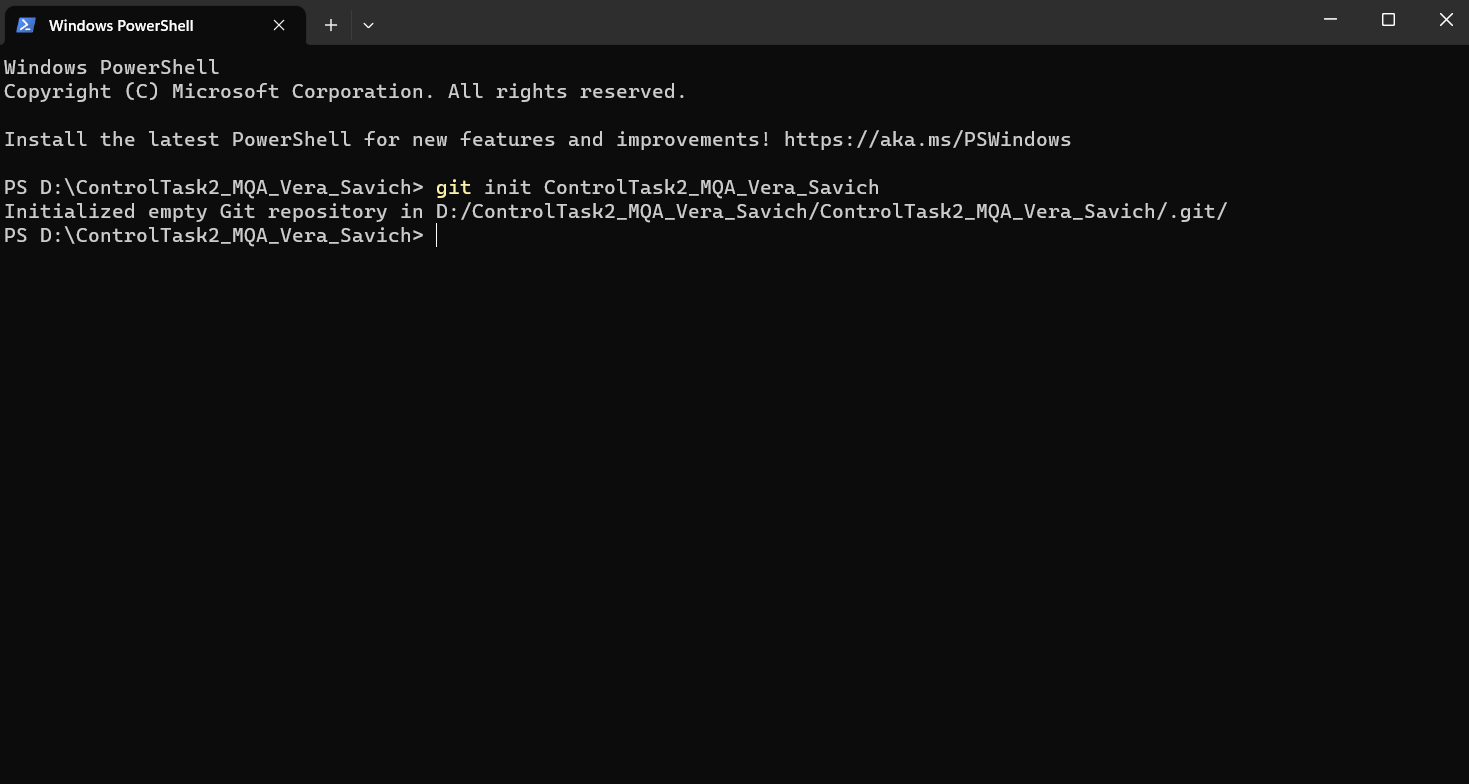 Windows PowerShell
Windows PowerShell
Copyright (C) Microsoft Corporation. All rights reserved.
Install the latest PowerShell for new features and improvements! https://aka.ms/PSWindows
PS D:\ControlTask2_MQA_Vera_Savich> git init ControlTask2_MQA_Vera_Savich
Initialized empty Git repository in D:/ControlTask2_MQA_Vera_Savich/ControlTask2_MQA_Vera_Savich/.git/
PS D:\ControlTask2_MQA_Vera_Savich>